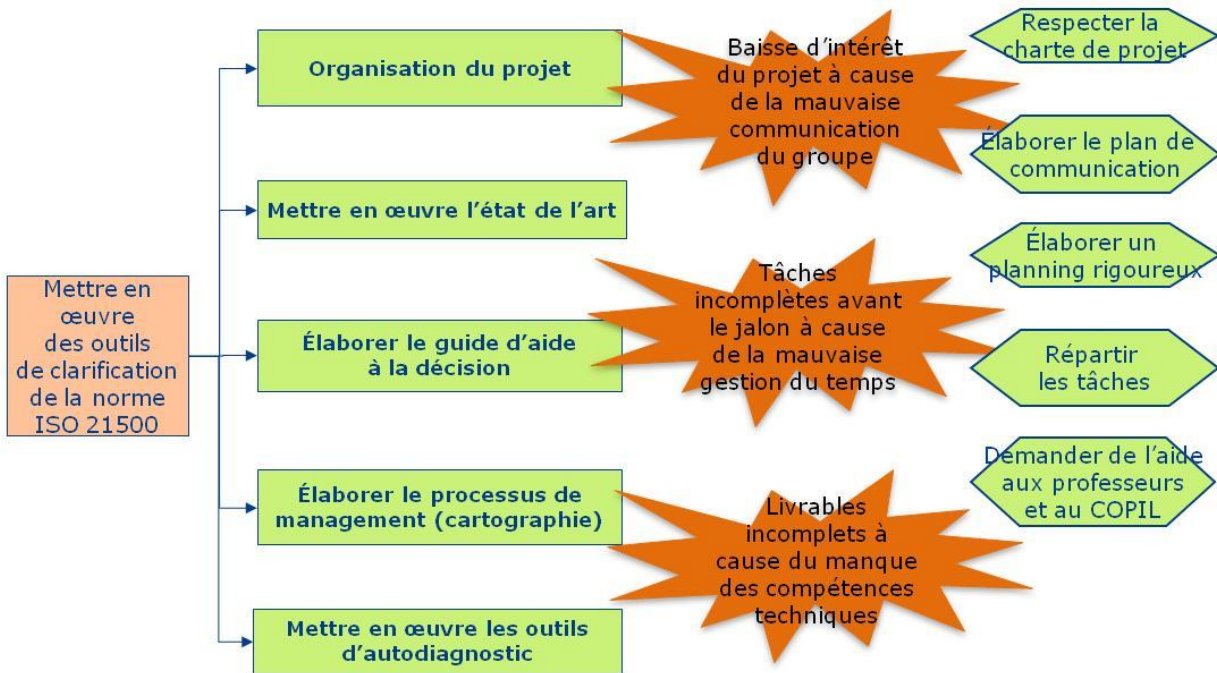 Mettre en
œuvre
des outils
de clarification
de la norme
ISO 21500
Organisation du projet
Mettre en œuvre l’état de l’art
Élaborer le guide d’aide
à la décision
Élaborer le processus de
management (cartographie)
Mettre en œuvre les outils
d’autodiagnostic
Baisse d’intérêt
du projet à cause
de la mauvaise
communication
du groupe
Tâches
incomplètes avant
le jalon à cause
de la mauvaise
gestion du temps
Livrables
incomplets à
cause du manque
des compétences
techniques
Respecter la
charte de projet
Élaborer le plan de
communication
Élaborer un
planning rigoureux
Répartir
les tâches
Demander de l’aide
aux professeurs
et au COPIL